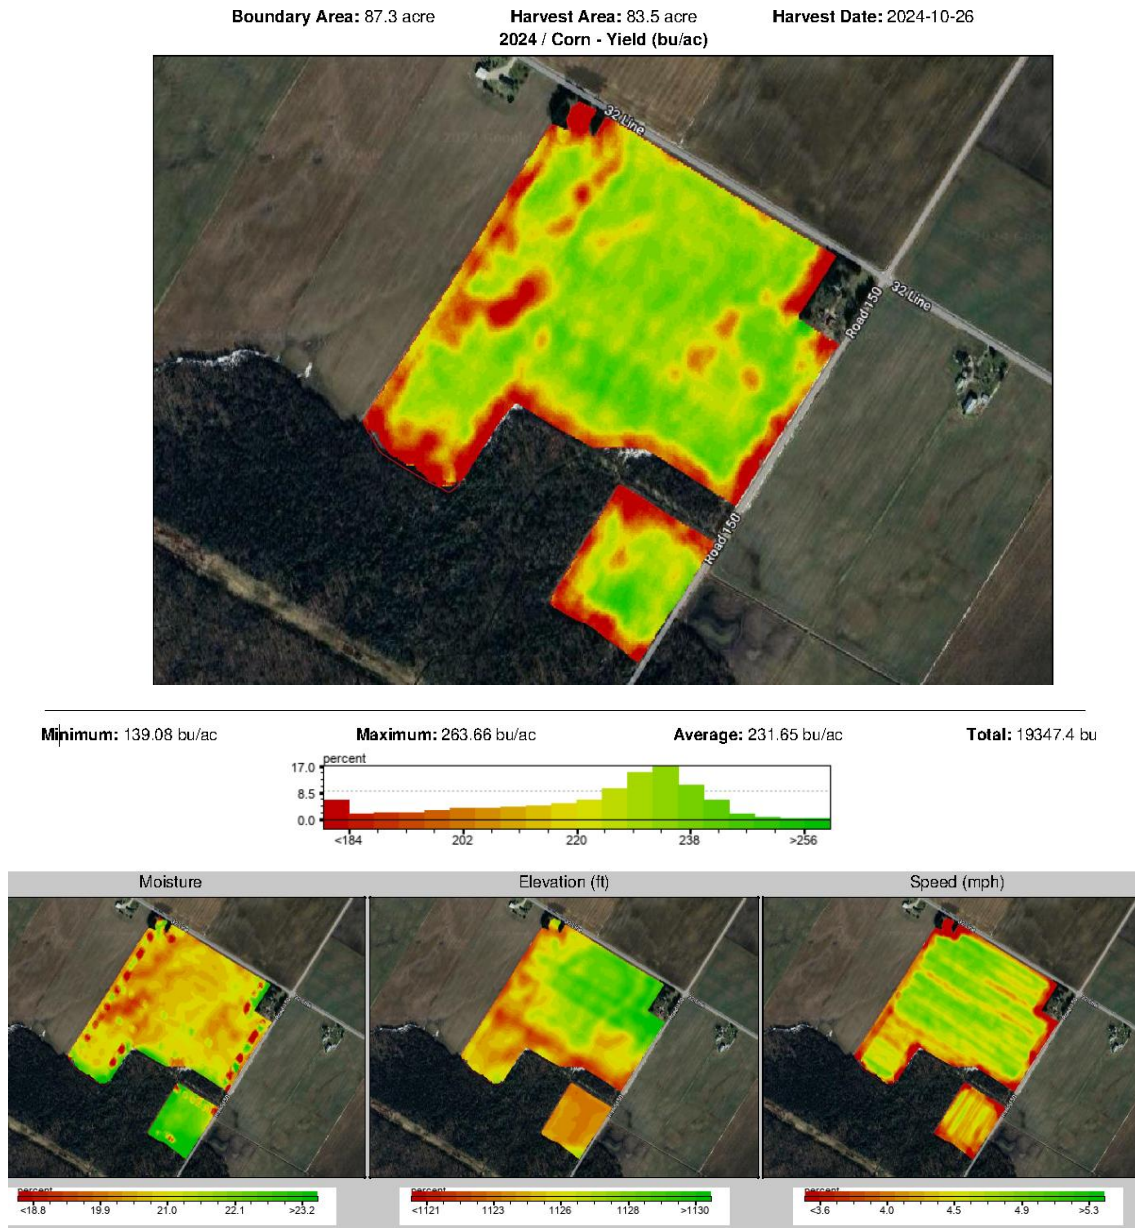 Boundary Area: 87.3 acre Harvest Area: 83.5 acre Harvest Date: 2024-10-26
2024 / Corn - Yield (bu/ac)
32 Line
32 Line
Road 150
Road 150
Minimum: 139.08 bu/ac Maximum: 263.66 bu/ac Average: 231.65 bu/ac Total: 19347.4 bu
percent
17.0
8.5
0.0
<184 202 220 238 >256
Moisture Elevation (ft) Speed (mph)
percent percent percent
<18.8 19.9 21.0 22.1 >23.2 <1121 1123 1126 1128 >1130 <3.6 4.0 4.5 4.9 >5.3